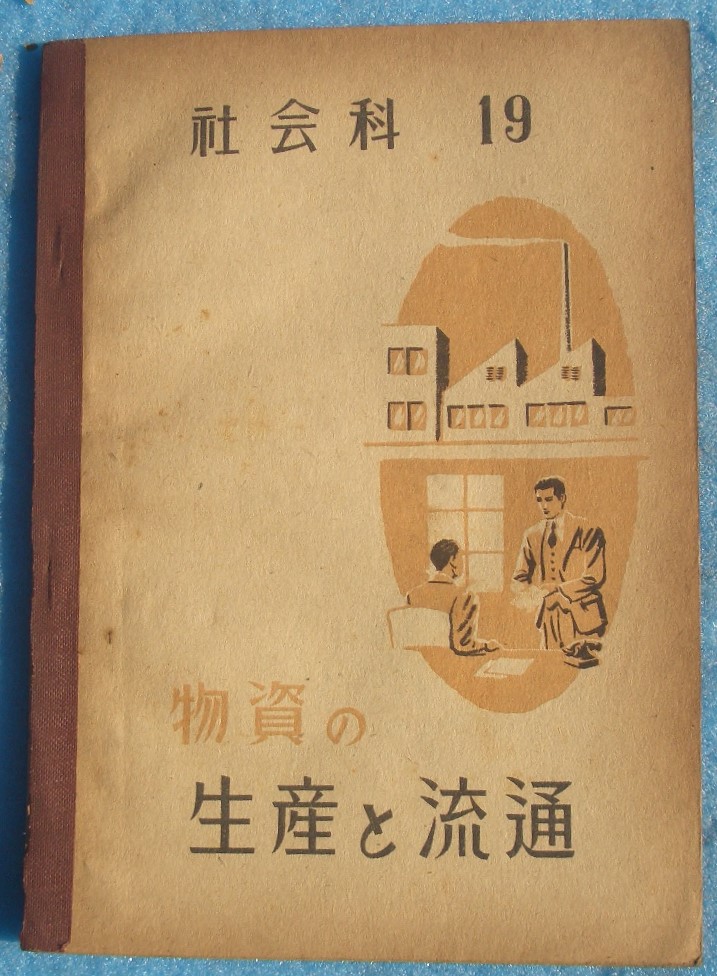 社会科 19
物資の
生産と流通